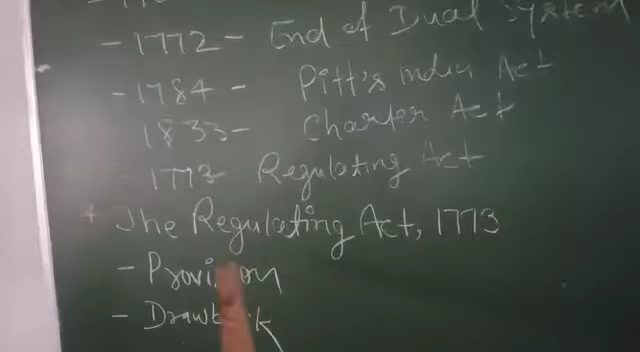 - 1772 - End of Dual System
- 1784 - Pitt's India Act
1833 - Charter Act
- 1773 Regulating Act
* The Regulating Act, 1773
- Provision
- Drawback